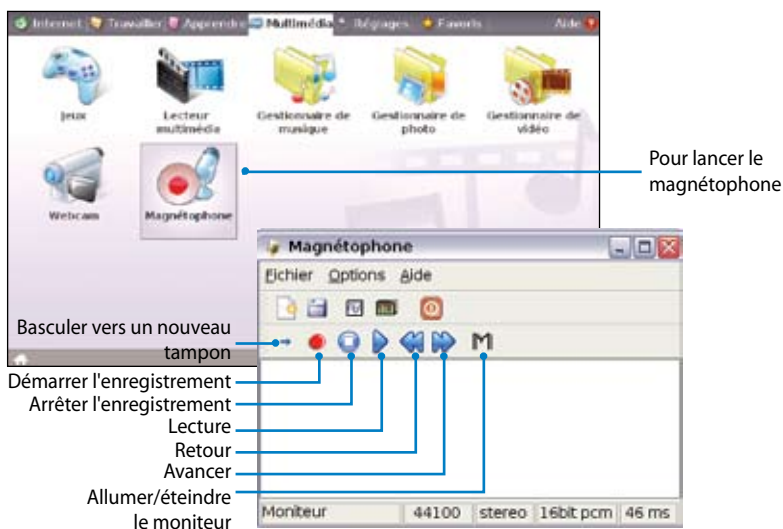 Internet Travailler Apprendre Multimédia Réglages Favoris Aide
Jeux
Lecteur
multimédia
Gestionnaire de
musique
Gestionnaire de
photo
Gestionnaire de
vidéo
Webcam
Magnétophone
Pour lancer le
magnétophone
Magnétophone
Fichier Options Aide
Basculer vers un nouveau
tampon
M
Démarrer l'enregistrement
Arrêter l'enregistrement
Lecture
Retour
Avancer
Allumer/éteindre
le moniteur
Moniteur 44100 stereo 16bit pcm 46 ms